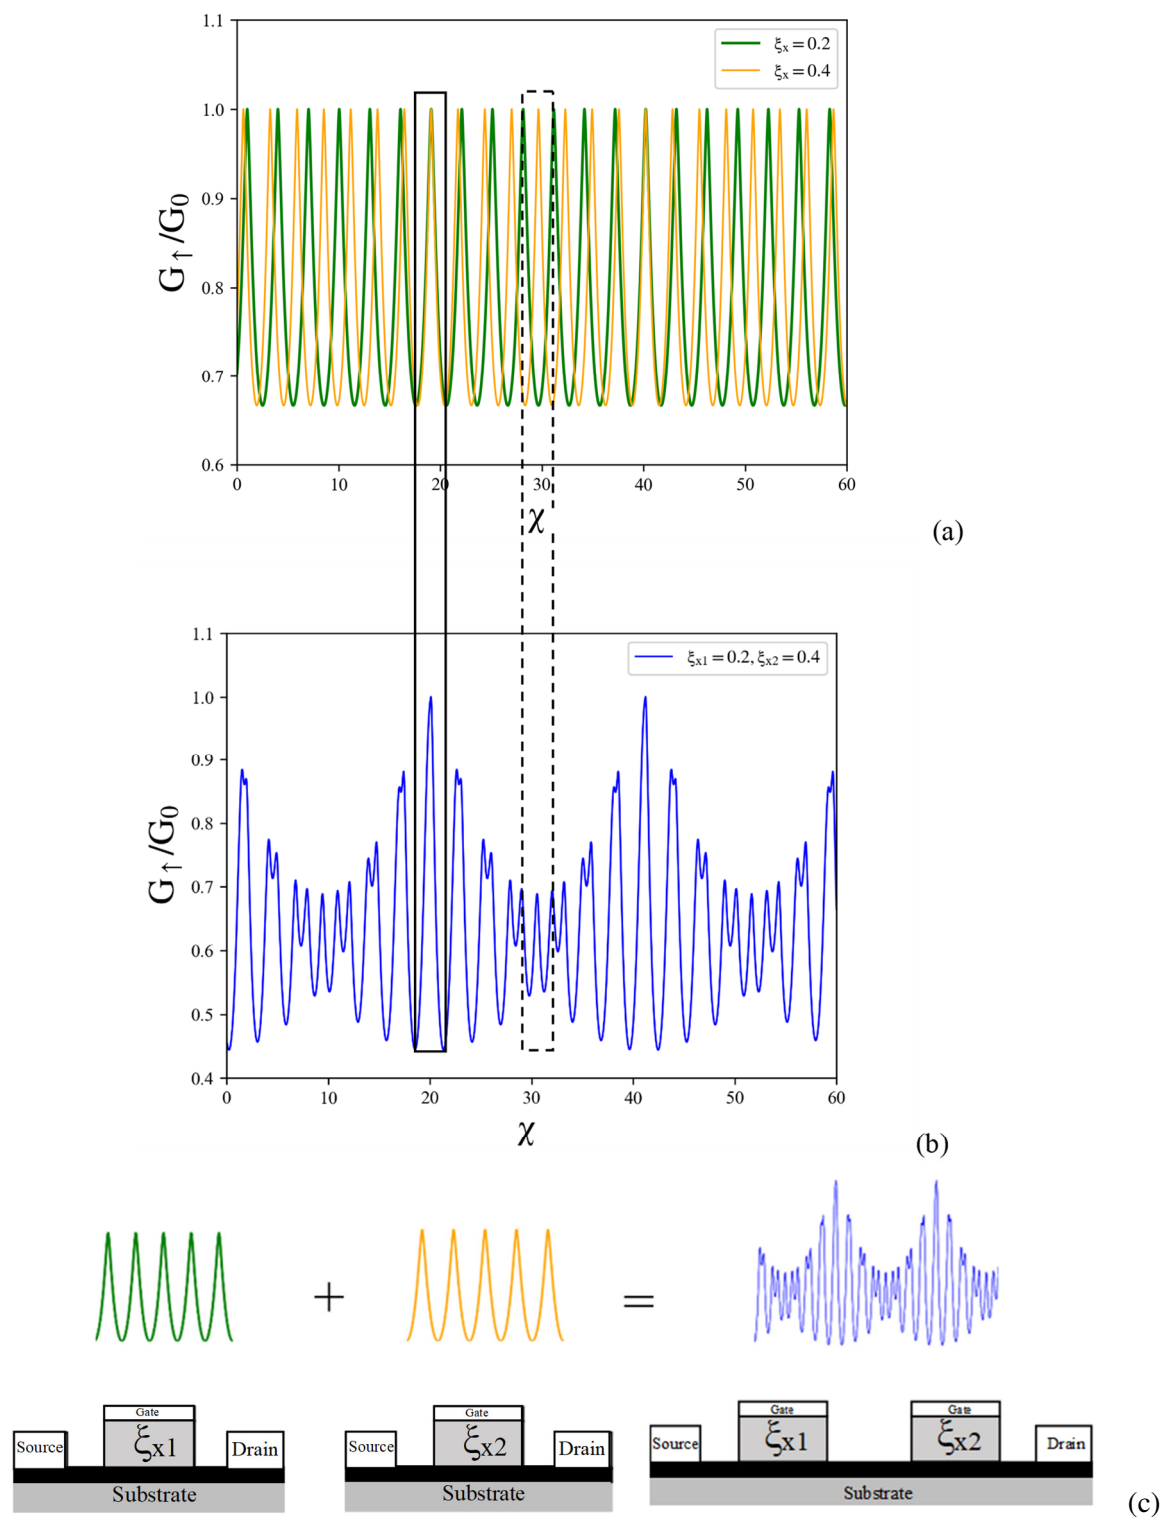 1.1
ξx = 0.2
ξx = 0.4
1.0
0.9
0.8
0.7
0.6
G↑/G0
0 10 20 30 40 50 60
χ
(a)
1.1
ξx1 = 0.2, ξx2 = 0.4
1.0
0.9
0.8
0.7
0.6
0.5
0.4
G↑/G0
0 10 20 30 40 50 60
χ
(b)
+ =
Gate Gate Gate Gate
Source ξx1 Drain Source ξx2 Drain Source ξx1 ξx2 Drain
Substrate Substrate Substrate
(c)